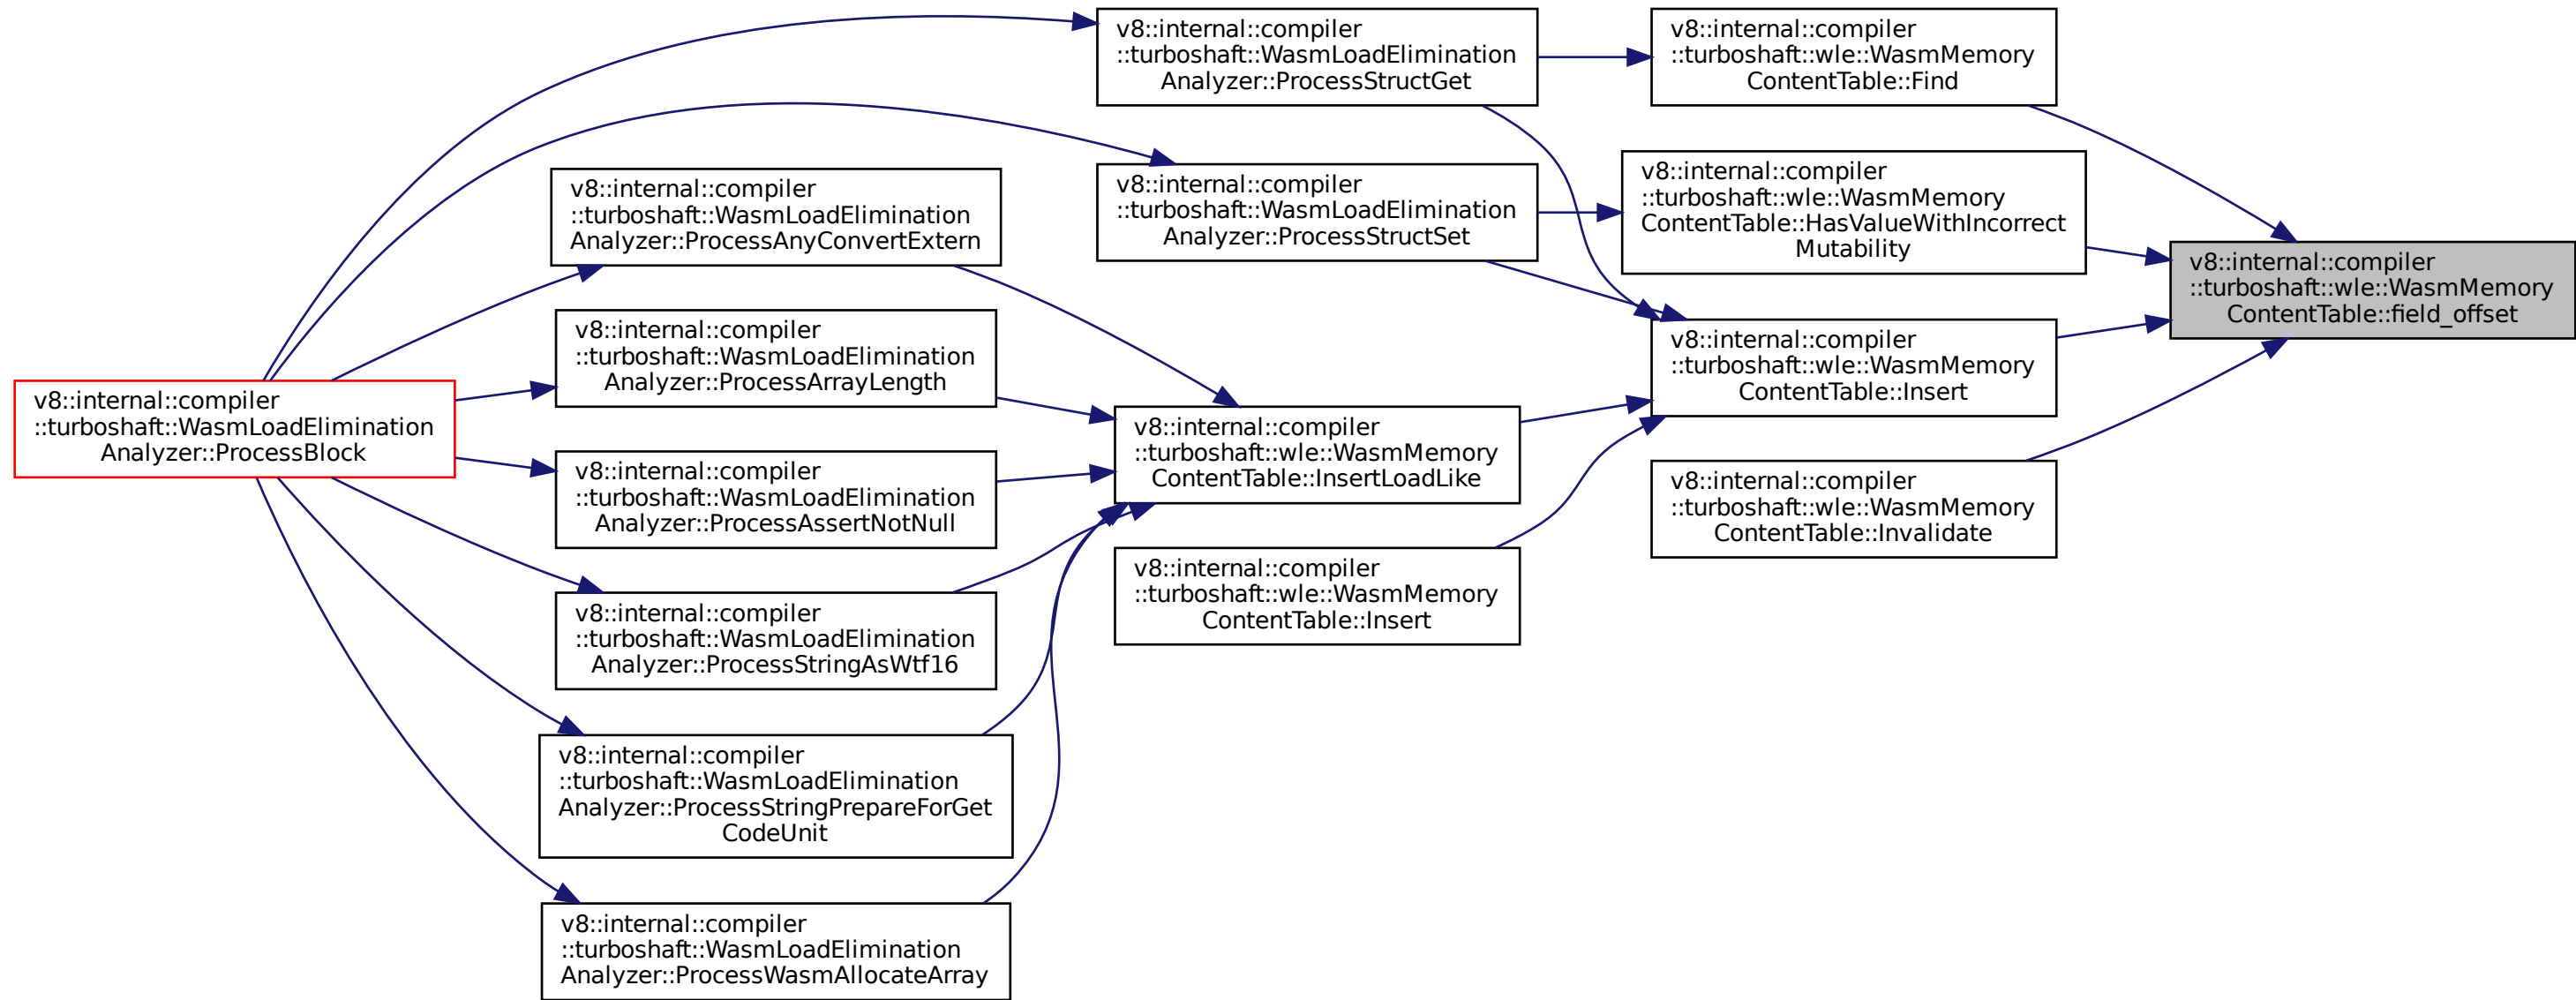 v8::internal::compiler
::turboshaft::WasmLoadElimination
Analyzer::ProcessStructGet
v8::internal::compiler
::turboshaft::wle::WasmMemory
ContentTable::Find
v8::internal::compiler
::turboshaft::WasmLoadElimination
Analyzer::ProcessAnyConvertExtern
v8::internal::compiler
::turboshaft::WasmLoadElimination
Analyzer::ProcessStructSet
v8::internal::compiler
::turboshaft::wle::WasmMemory
ContentTable::HasValueWithIncorrect
Mutability
v8::internal::compiler
::turboshaft::wle::WasmMemory
ContentTable::field_offset
v8::internal::compiler
::turboshaft::WasmLoadElimination
Analyzer::ProcessArrayLength
v8::internal::compiler
::turboshaft::wle::WasmMemory
ContentTable::Insert
v8::internal::compiler
::turboshaft::WasmLoadElimination
Analyzer::ProcessBlock
v8::internal::compiler
::turboshaft::WasmLoadElimination
Analyzer::ProcessAssertNotNull
v8::internal::compiler
::turboshaft::wle::WasmMemory
ContentTable::InsertLoadLike
v8::internal::compiler
::turboshaft::wle::WasmMemory
ContentTable::Invalidate
v8::internal::compiler
::turboshaft::WasmLoadElimination
Analyzer::ProcessStringAsWtf16
v8::internal::compiler
::turboshaft::wle::WasmMemory
ContentTable::Insert
v8::internal::compiler
::turboshaft::WasmLoadElimination
Analyzer::ProcessStringPrepareForGet
CodeUnit
v8::internal::compiler
::turboshaft::WasmLoadElimination
Analyzer::ProcessWasmAllocateArray